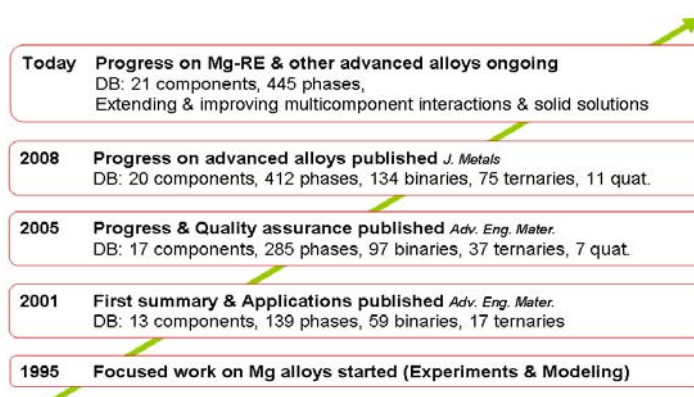 Today Progress on Mg-RE & other advanced alloys ongoing
DB: 21 components, 445 phases,
Extending & improving multicomponent interactions & solid solutions
2008 Progress on advanced alloys published J. Metals
DB: 20 components, 412 phases, 134 binaries, 75 ternaries, 11 quat.
2005 Progress & Quality assurance published Adv. Eng. Mater.
DB: 17 components, 285 phases, 97 binaries, 37 ternaries, 7 quat.
2001 First summary & Applications published Adv. Eng. Mater.
DB: 13 components, 139 phases, 59 binaries, 17 ternaries
1995 Focused work on Mg alloys started (Experiments & Modeling)